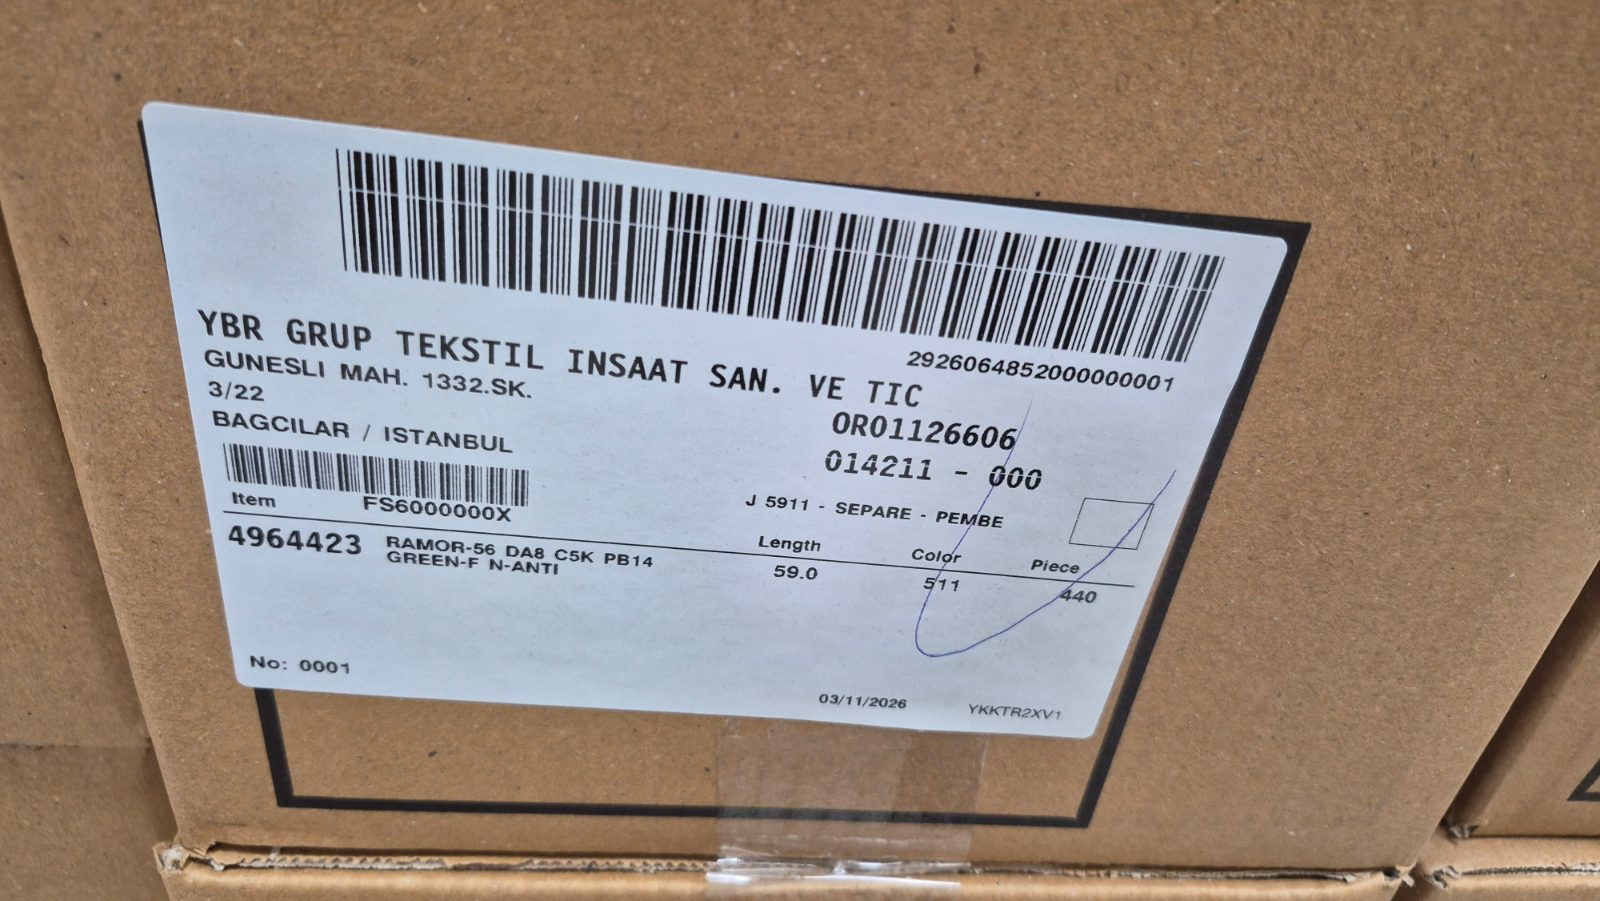 2926064852000000001
YBR GRUP TEKSTIL INSAAT SAN. VE TIC
GUNESLI MAH. 1332.SK.
3/22
BAGCILAR / ISTANBUL
OR01126606
014211 - 000
FS6000000X
J 5911 - SEPARE - PEMBE
Item Length Color Piece
4964423 RAMOR-56 DA8 C5K PB14 59.0 511 440
GREEN-F N-ANTI
No: 0001
03/11/2026 YKKTR2XV1